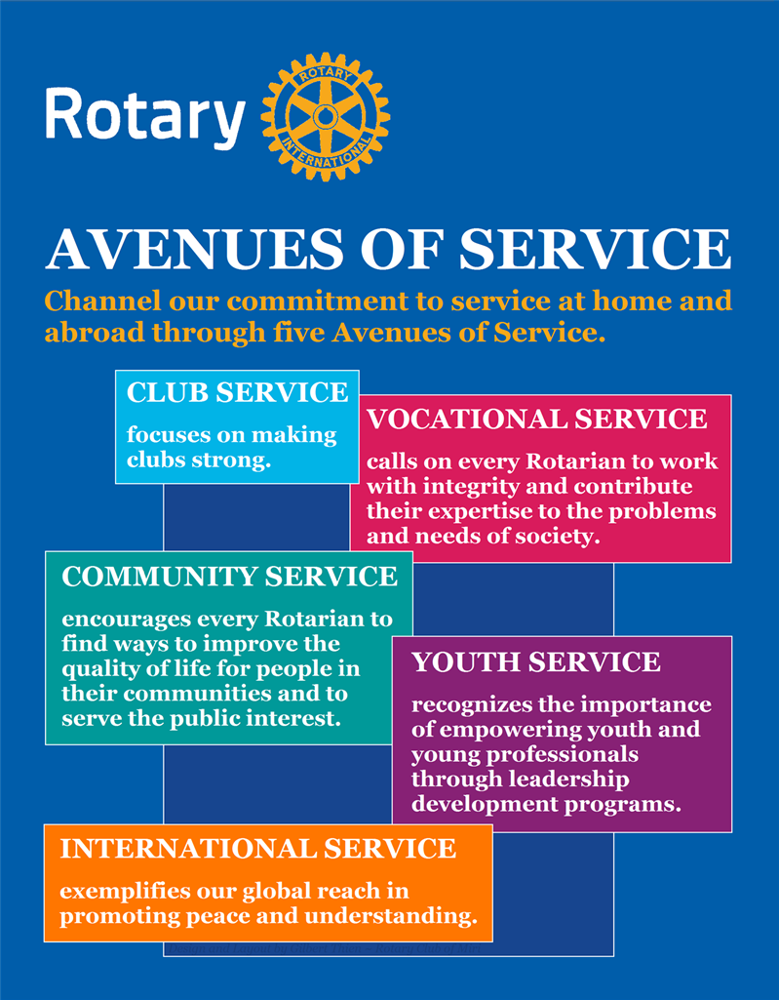 Rotary
ROTARY
INTERNATIONAL
AVENUES OF SERVICE
Channel our commitment to service at home and
abroad through five Avenues of Service.
CLUB SERVICE
focuses on making
clubs strong.
VOCATIONAL SERVICE
calls on every Rotarian to work
with integrity and contribute
their expertise to the problems
and needs of society.
COMMUNITY SERVICE
encourages every Rotarian to
find ways to improve the
quality of life for people in
their communities and to
serve the public interest.
YOUTH SERVICE
recognizes the importance
of empowering youth and
young professionals
through leadership
development programs.
INTERNATIONAL SERVICE
exemplifies our global reach in
promoting peace and understanding.
Design and Layout by Gilbert – Rotary Club of